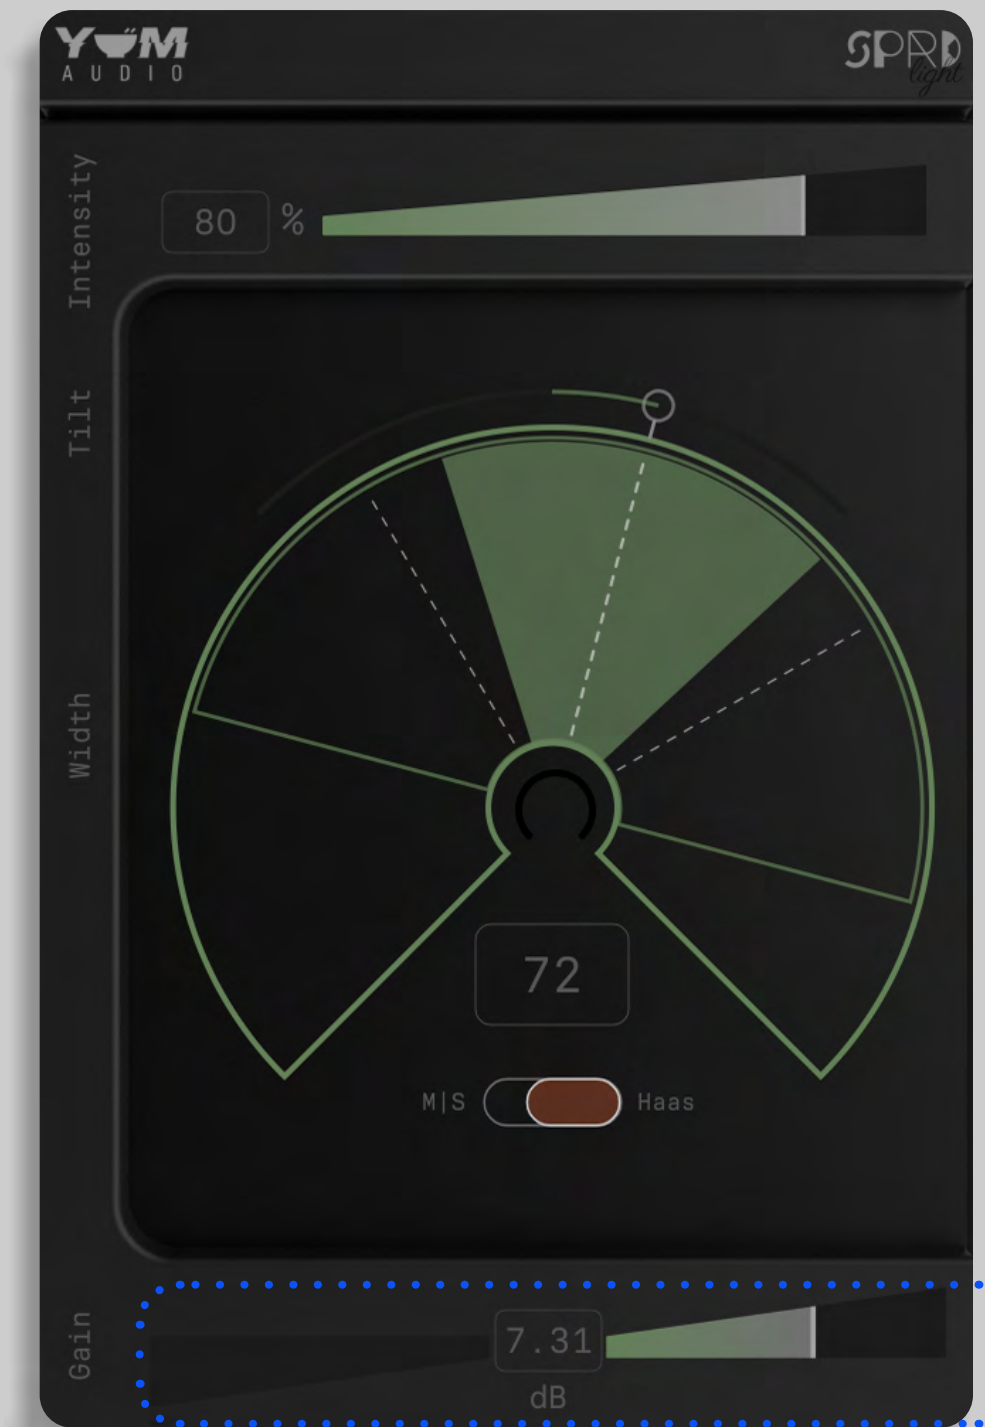 YUM
AUDIO
SPRD
light
Intensity
80 %
Tilt
Width
72
M|S
Haas
Gain
7.31
dB